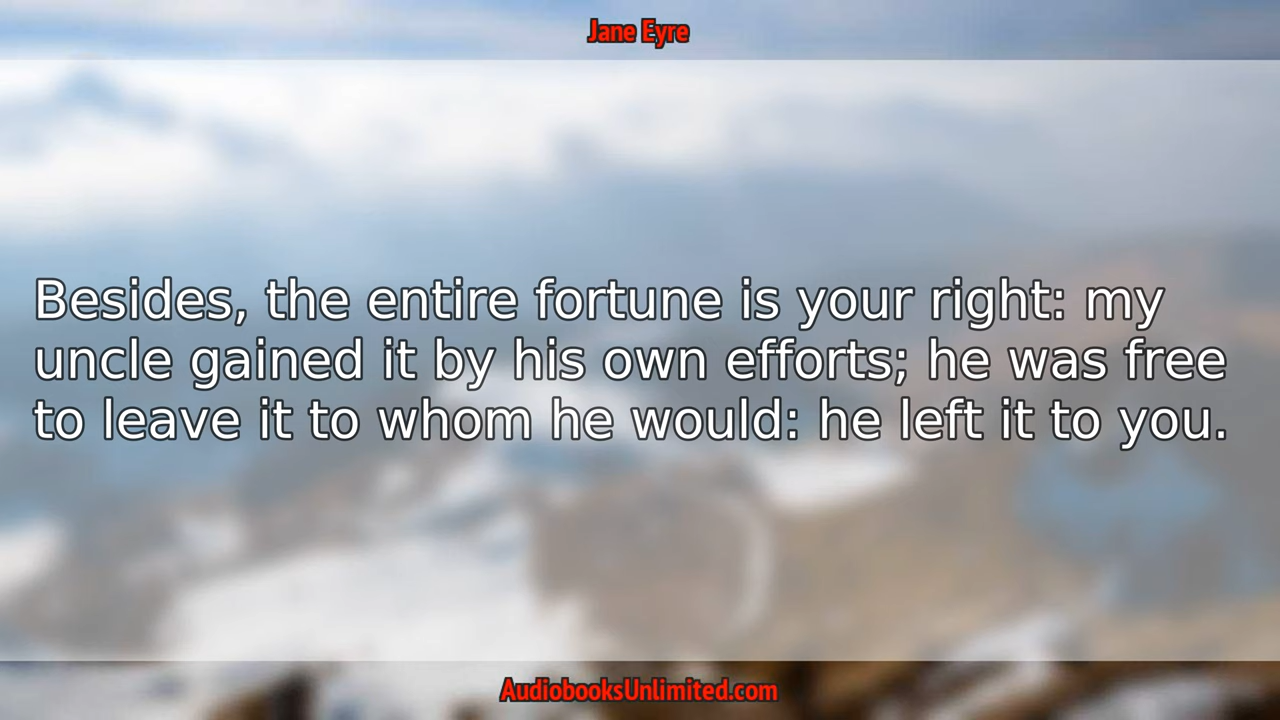 Jane Eyre
Besides, the entire fortune is your right: my
uncle gained it by his own efforts; he was free
to leave it to whom he would: he left it to you.
AudiobooksUnlimited.com